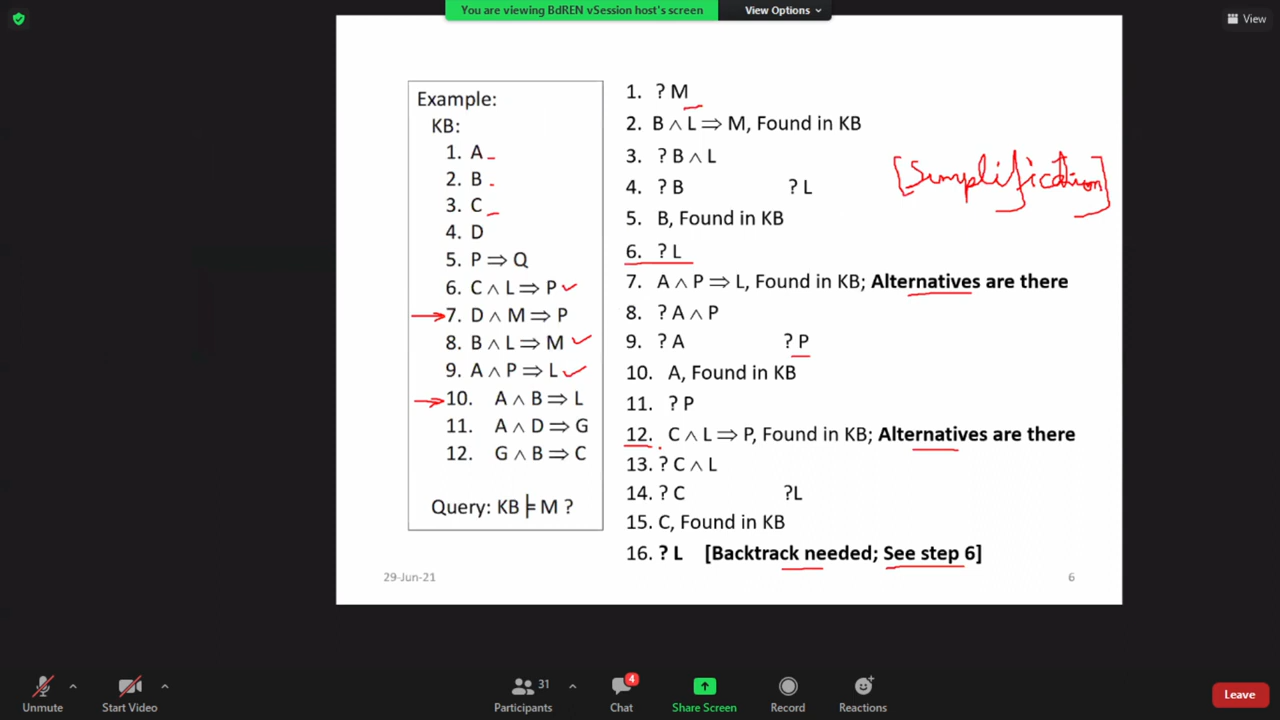 You are viewing BdREN vSession host's screen
View Options
View
Example:
KB:
1. A
2. B
3. C
4. D
5. P ⇒ Q
6. C ∧ L ⇒ P
7. D ∧ M ⇒ P
8. B ∧ L ⇒ M
9. A ∧ P ⇒ L
10. A ∧ B ⇒ L
11. A ∧ D ⇒ G
12. G ∧ B ⇒ C
Query: KB ⊨ M ?
1. ? M
2. B ∧ L ⇒ M, Found in KB
3. ? B ∧ L
4. ? B ? L
5. B, Found in KB
6. ? L
7. A ∧ P ⇒ L, Found in KB; Alternatives are there
8. ? A ∧ P
9. ? A ? P
10. A, Found in KB
11. ? P
12. C ∧ L ⇒ P, Found in KB; Alternatives are there
13. ? C ∧ L
14. ? C ?L
15. C, Found in KB
16. ? L [Backtrack needed; See step 6]
[Simplification]
29-Jun-21
6
Unmute
Start Video
31
Participants
4
Chat
Share Screen
Record
Reactions
Leave